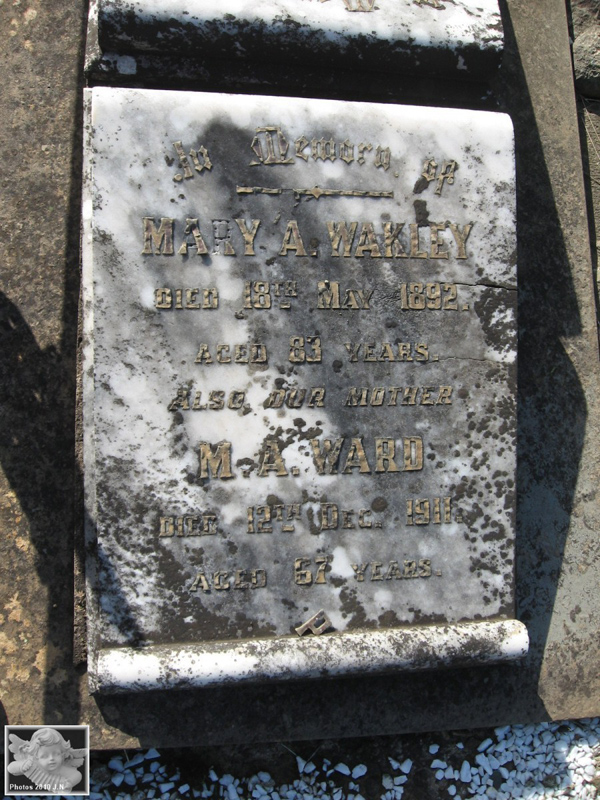 In Memory of
MARY A. WAKLEY
DIED 18TH MAY 1892.
AGED 83 YEARS.
ALSO, OUR MOTHER
M. A. WARD
DIED 12TH DEC. 1911.
AGED 67 YEARS.
Photos 2010 J.N